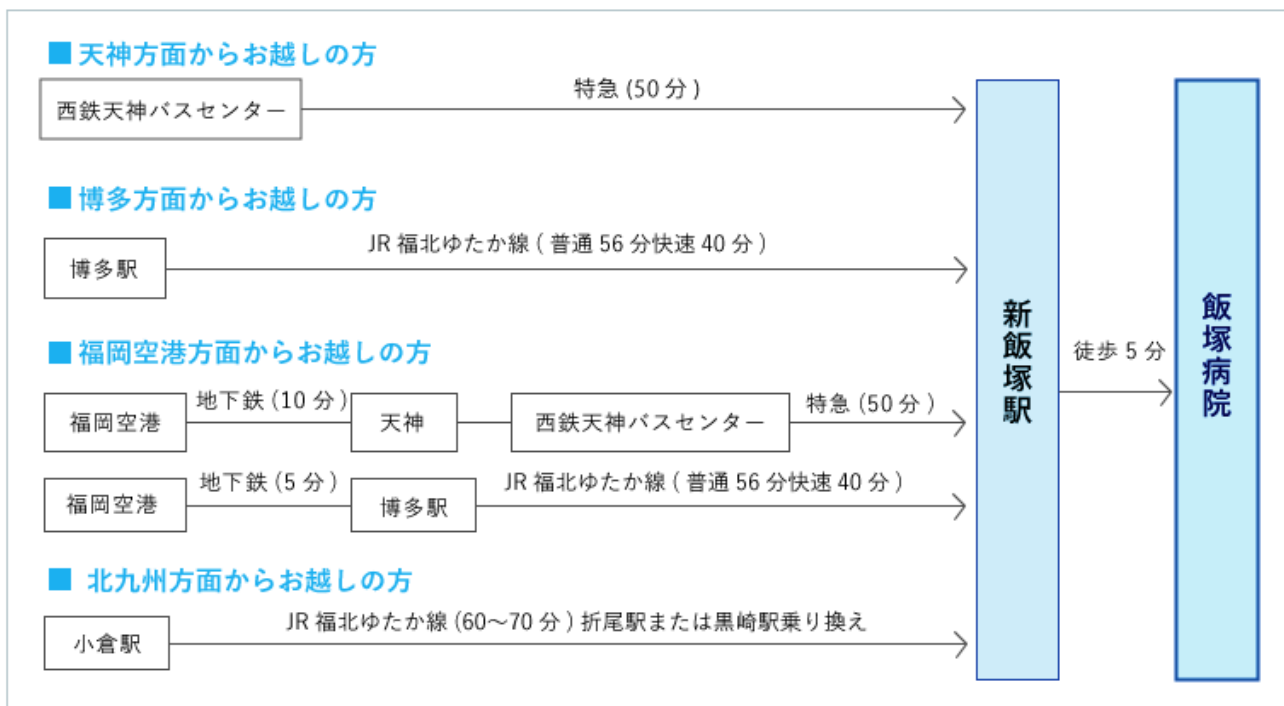 ■天神方面からお越しの方
特急 (50 分 )
西鉄天神バスセンター
■博多方面からお越しの方
JR 福北ゆたか線 ( 普通 56 分快速 40 分 )
博多駅
■福岡空港方面からお越しの方
地下鉄 (10 分 )
特急 (50 分 )
福岡空港
天神
西鉄天神バスセンター
地下鉄 (5 分 )
JR 福北ゆたか線 ( 普通 56 分快速 40 分 )
福岡空港
博多駅
■ 北九州方面からお越しの方
JR 福北ゆたか線 (60〜70 分 ) 折尾駅または黒崎駅乗り換え
小倉駅
新飯塚駅
徒歩 5 分
飯塚病院